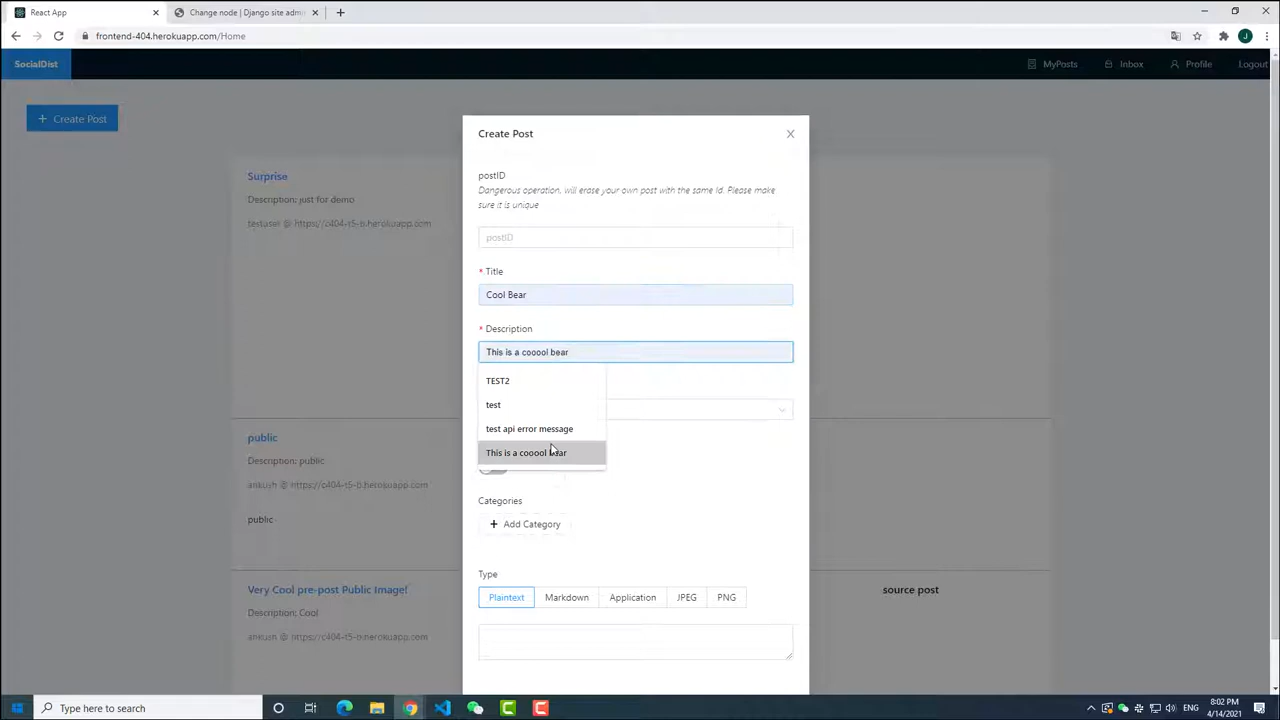 React App
Change node | Django site adm
frontend-404.herokuapp.com/Home
J
SocialDist
MyPosts
Inbox
Profile
Logout
+ Create Post
Create Post
postID
Dangerous operation, will erase your own post with the same Id. Please make
sure it is unique
postID
* Title
Cool Bear
* Description
This is a cooool bear
TEST2
test
test api error message
This is a cooool bear
Categories
+ Add Category
Type
Plaintext
Markdown
Application
JPEG
PNG
Surprise
Description: just for demo
testuser @ https://c404-t5-b.herokuapp.com
public
Description: public
ankush @ https://c404-t5-b.herokuapp.com
public
Very Cool pre-post Public Image!
Description: Cool
ankush @ https://c404-t5-b.herokuapp.com
source post
Type here to search
ENG
8:02 PM
4/14/2021